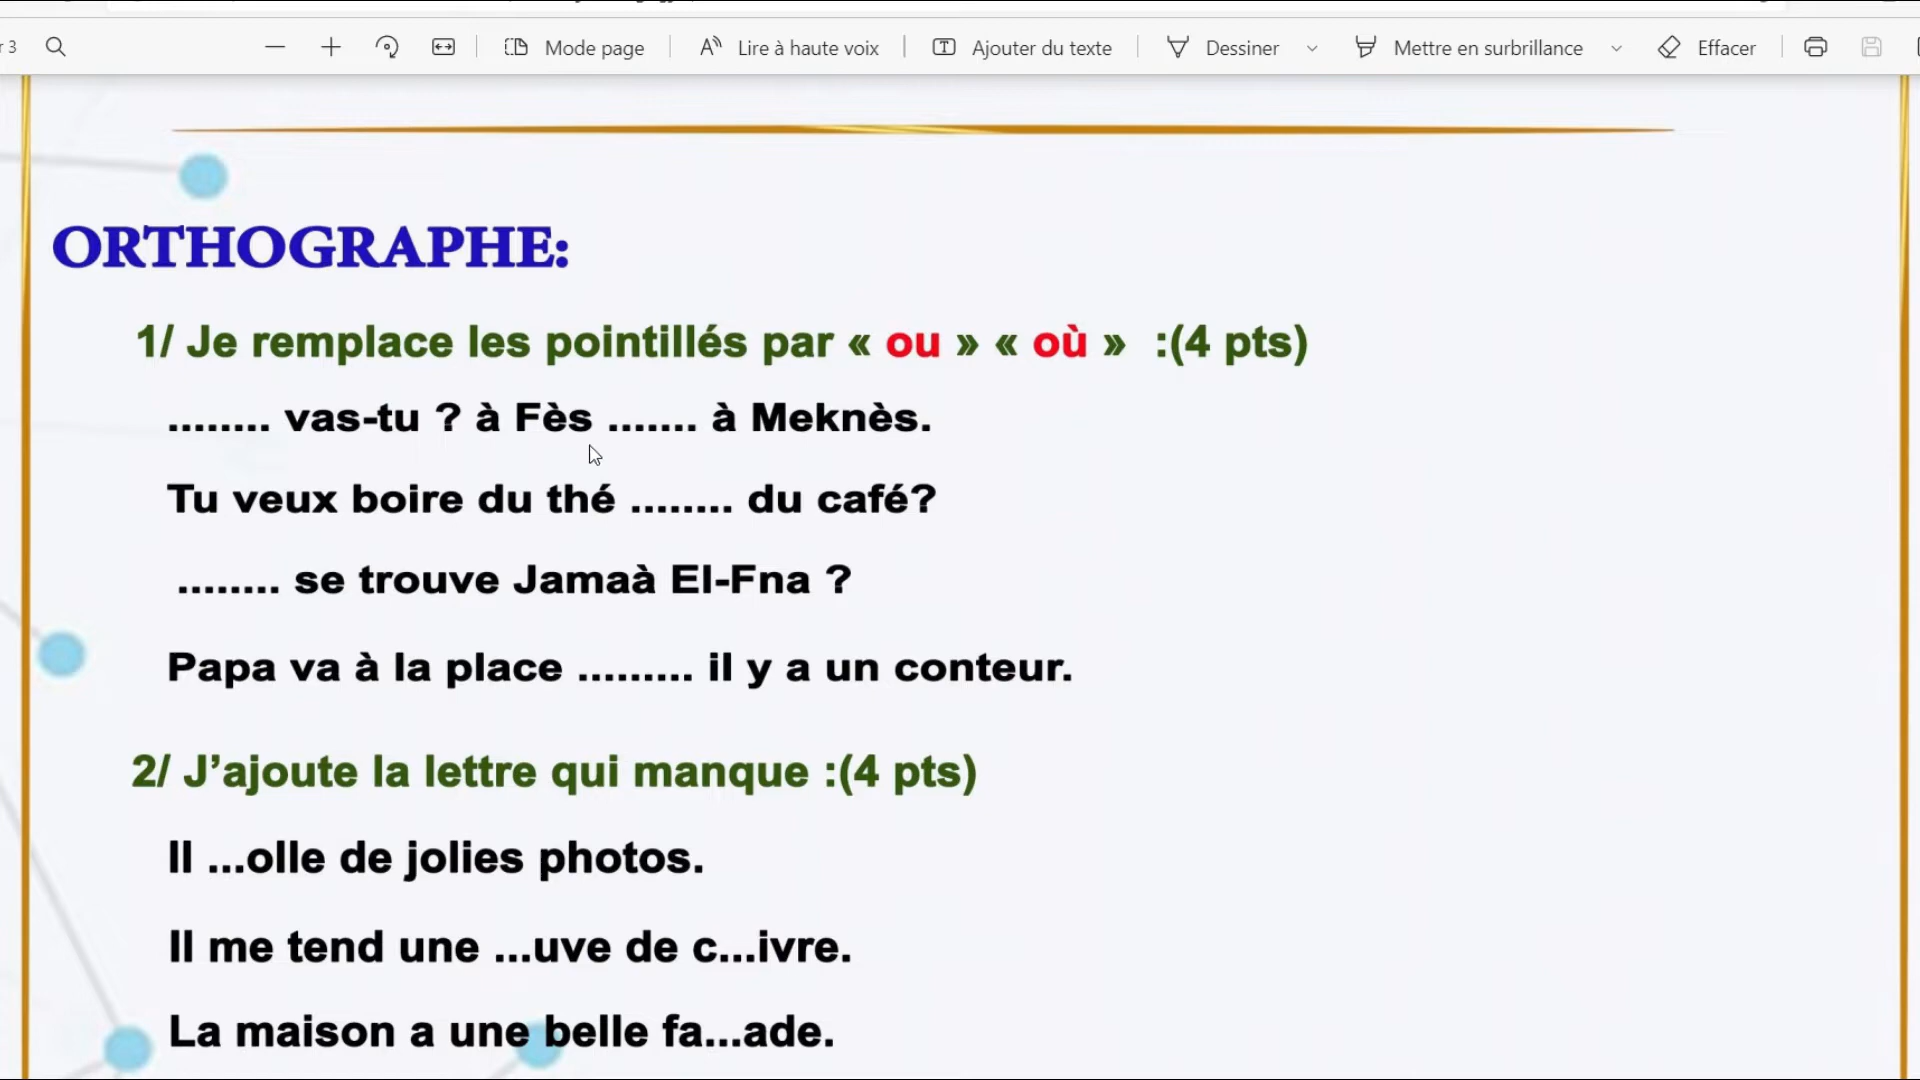 r 3
Mode page
Lire à haute voix
Ajouter du texte
Dessiner
Mettre en surbrillance
Effacer
ORTHOGRAPHE:
1/ Je remplace les pointillés par « ou » « où » :(4 pts)
........ vas-tu ? à Fès ....... à Meknès.
Tu veux boire du thé ........ du café?
........ se trouve Jamaà El-Fna ?
Papa va à la place ......... il y a un conteur.
2/ J’ajoute la lettre qui manque :(4 pts)
Il ...olle de jolies photos.
Il me tend une ...uve de c...ivre.
La maison a une belle fa...ade.